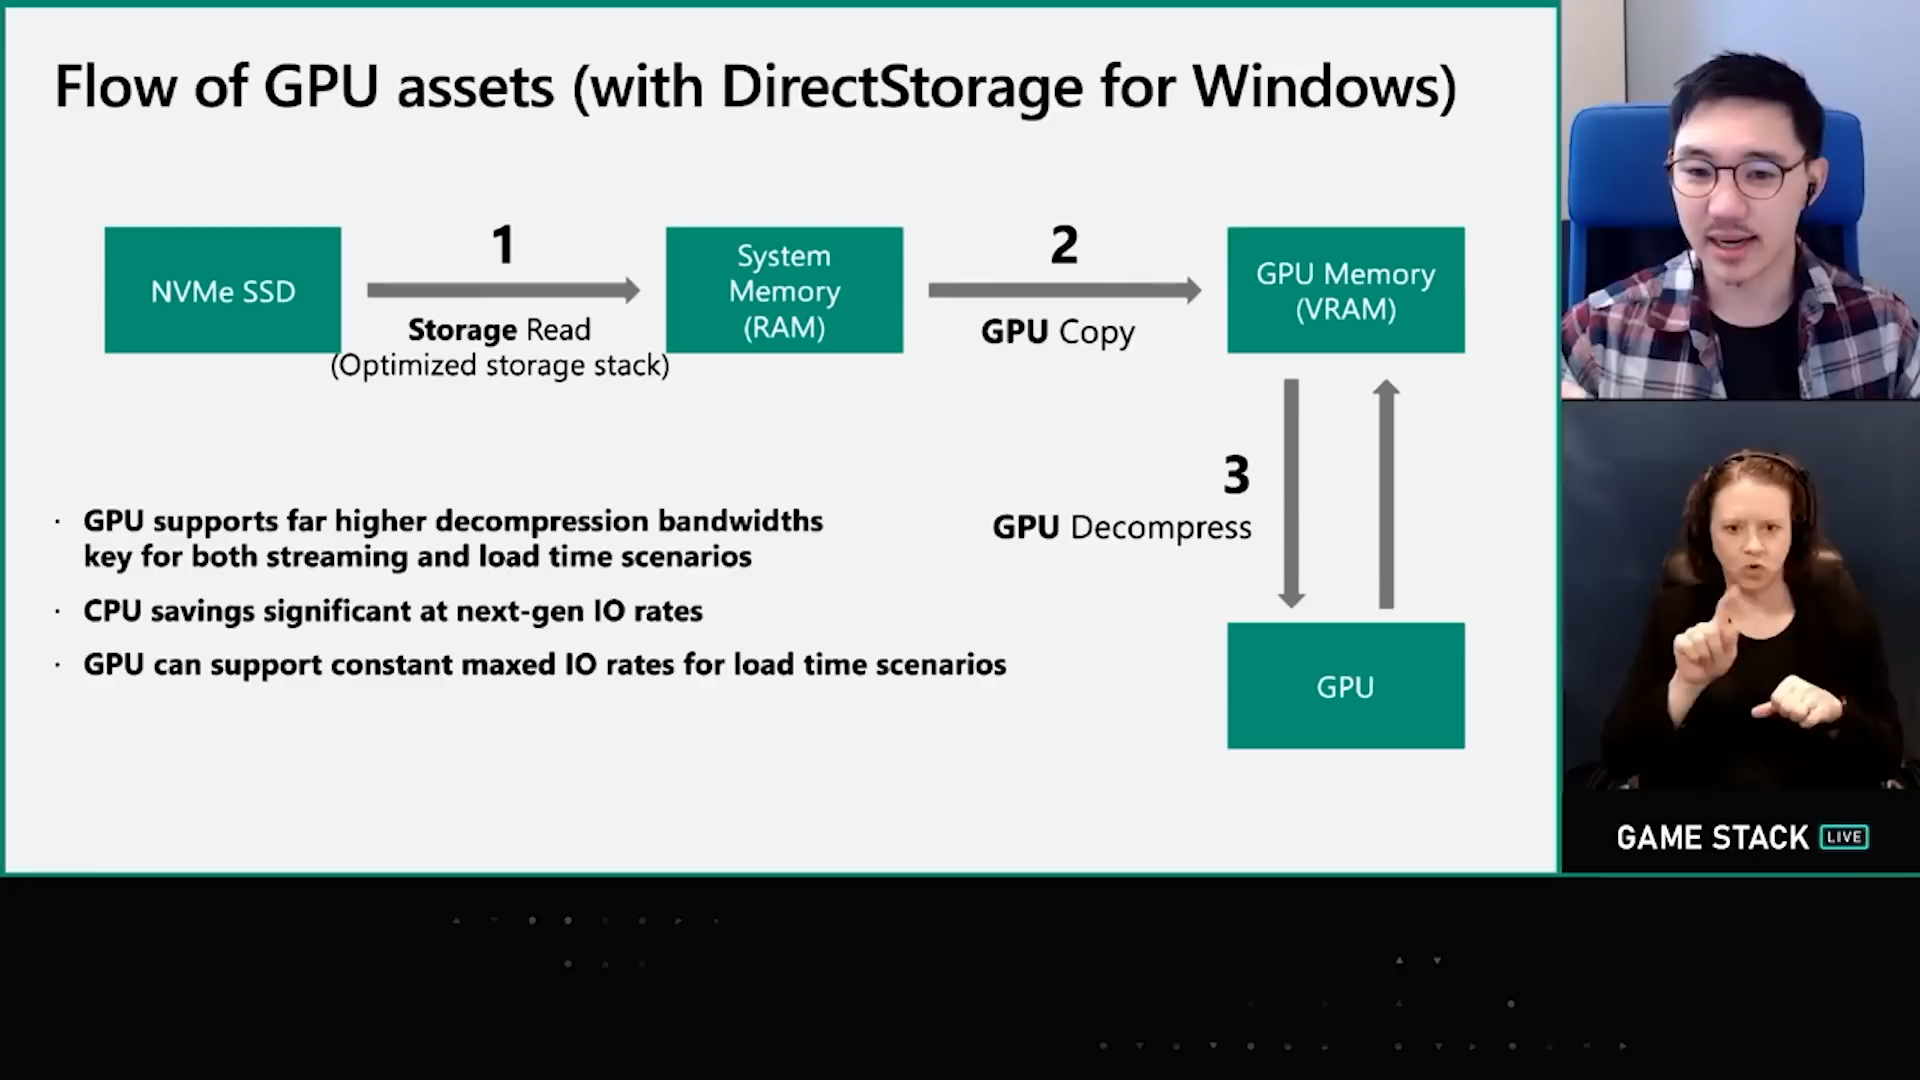 Flow of GPU assets (with DirectStorage for Windows)
NVMe SSD
1
Storage Read
(Optimized storage stack)
System
Memory
(RAM)
2
GPU Copy
GPU Memory
(VRAM)
3
GPU Decompress
GPU
· GPU supports far higher decompression bandwidths
key for both streaming and load time scenarios
· CPU savings significant at next-gen IO rates
· GPU can support constant maxed IO rates for load time scenarios
GAME STACK LIVE